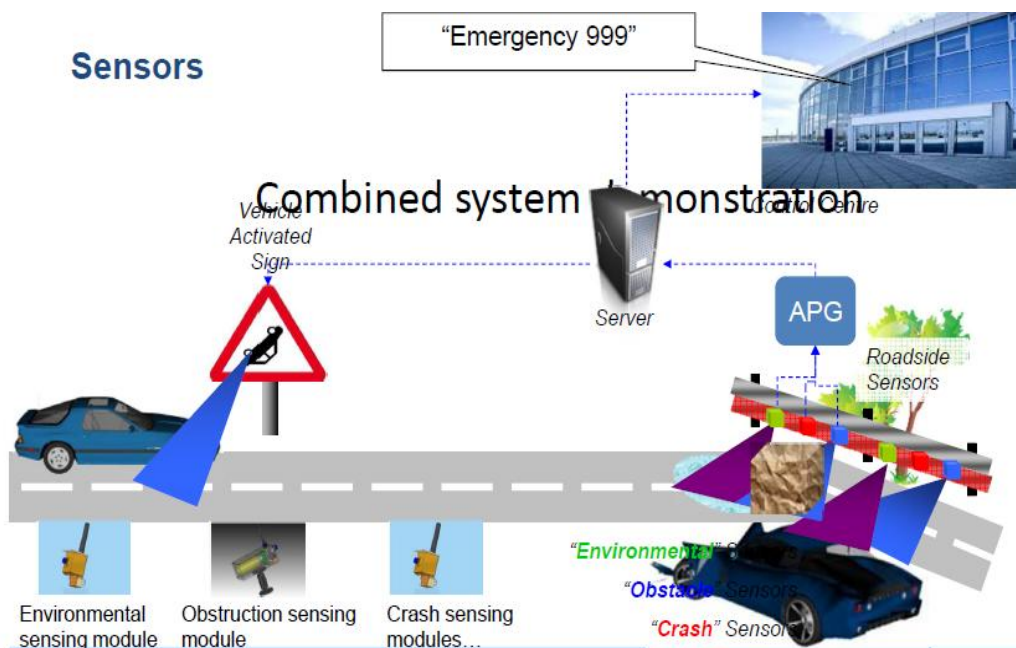 “Emergency 999”
Sensors
Combined system demonstration
Control Centre
Vehicle
Activated
Sign
Server
APG
Roadside
Sensors
“Environmental” Sensors
“Obstacle” Sensors
“Crash” Sensors
Environmental
sensing module
Obstruction sensing
module
Crash sensing
modules…